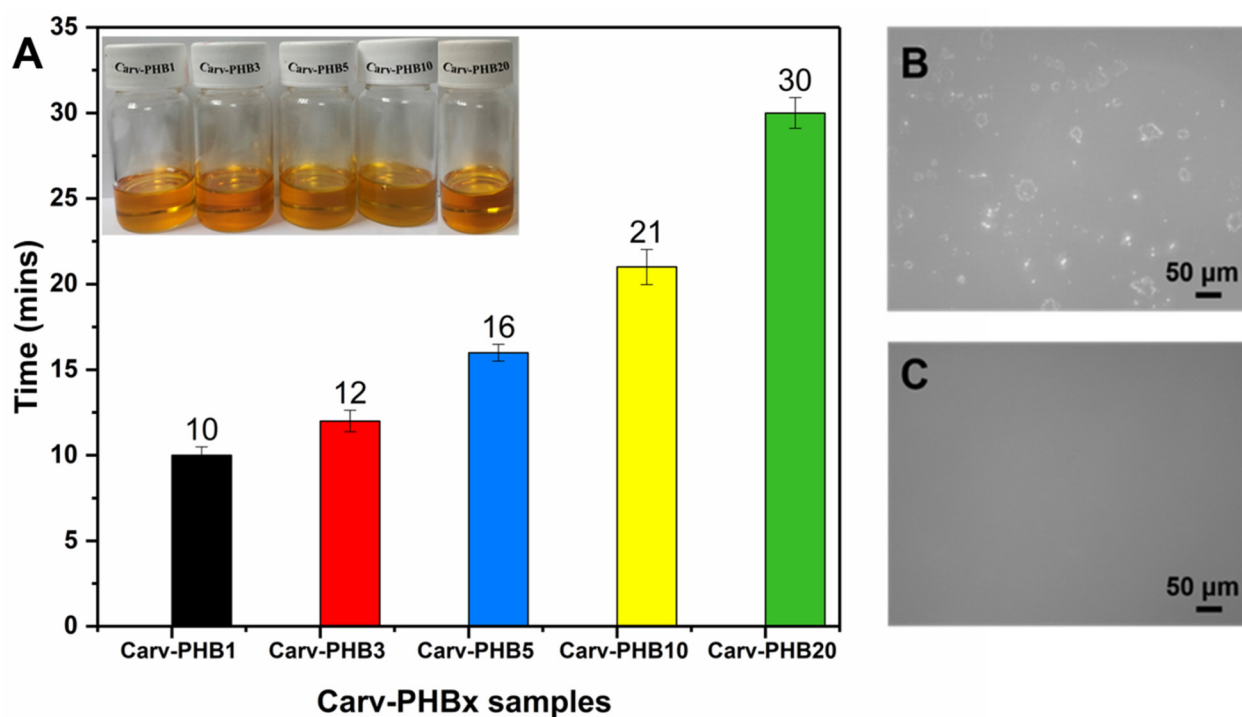 A
35
30
25
20
15
10
5
0
Time (mins)
Carv-PHB1 Carv-PHB3 Carv-PHB5 Carv-PHB10 Carv-PHB20
10
12
16
21
30
Carv-PHB1 Carv-PHB3 Carv-PHB5 Carv-PHB10 Carv-PHB20
Carv-PHBx samples
B
50 µm
C
50 µm